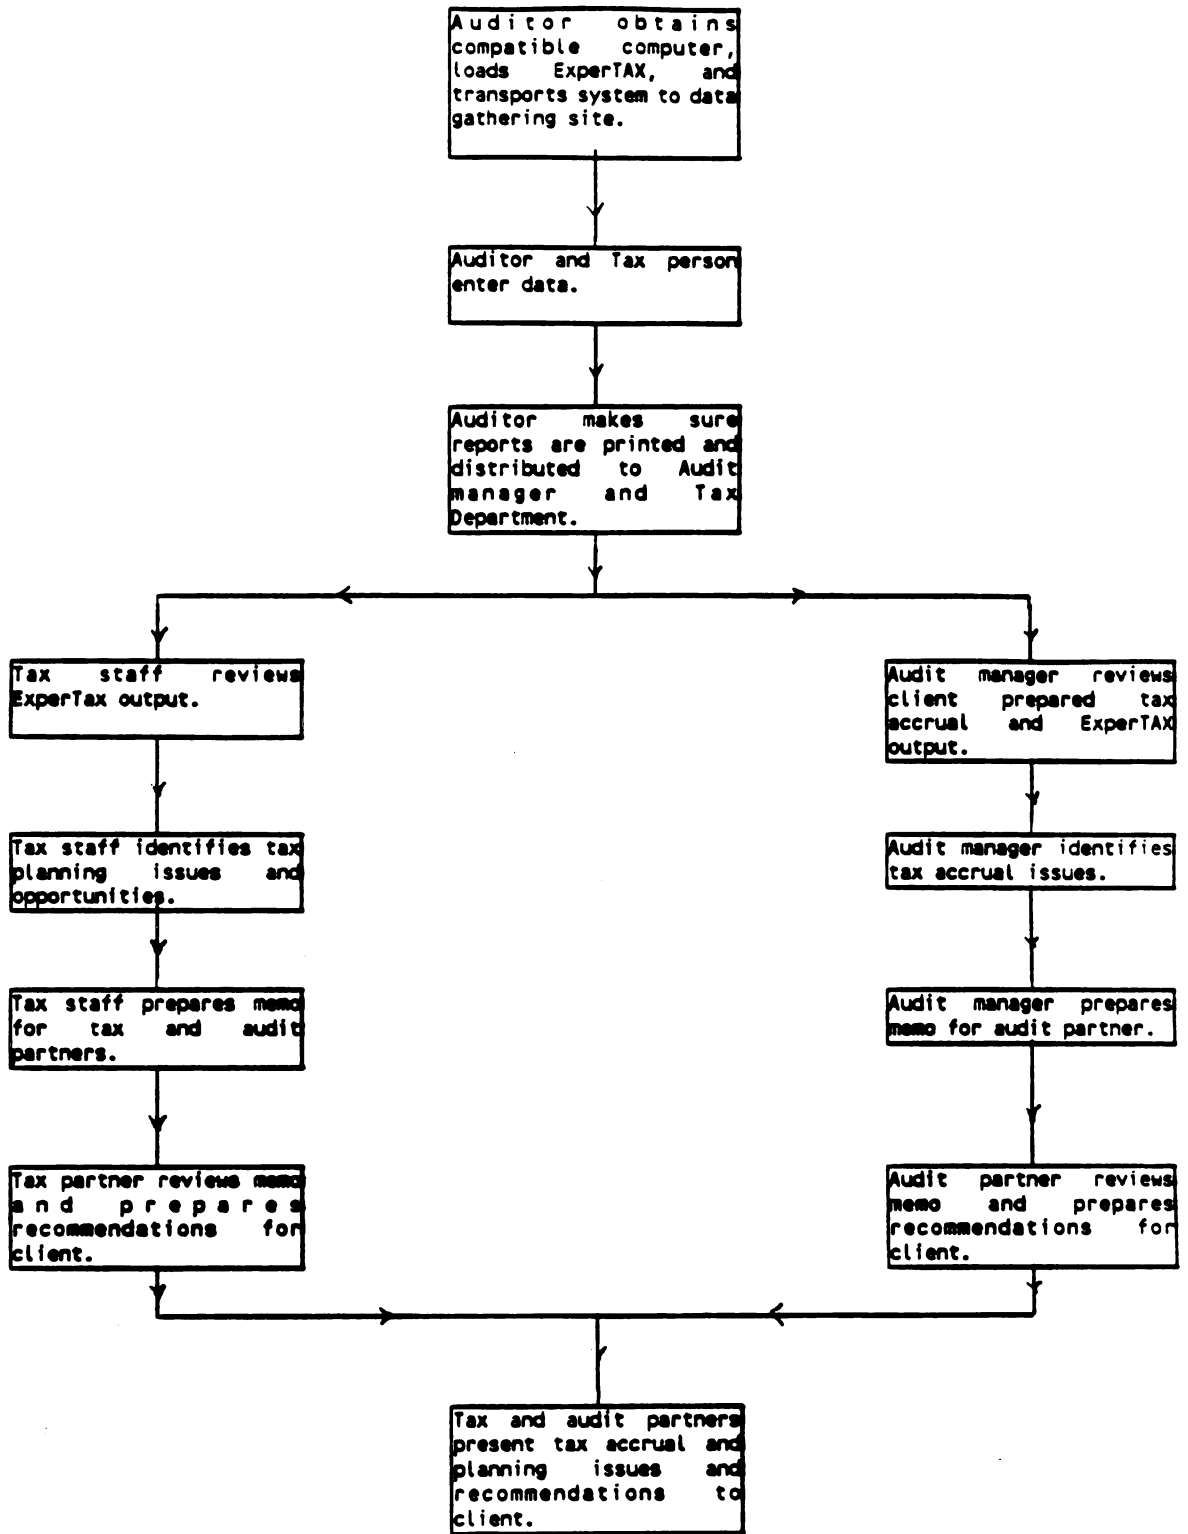 Auditor obtains
compatible computer,
loads ExperTAX, and
transports system to data
gathering site.
Auditor and Tax person
enter data.
Auditor makes sure
reports are printed and
distributed to Audit
manager and Tax
Department.
Tax staff reviews
ExperTax output.
Audit manager reviews
client prepared tax
accrual and ExperTAX
output.
Tax staff identifies tax
planning issues and
opportunities.
Audit manager identifies
tax accrual issues.
Tax staff prepares memo
for tax and audit
partners.
Audit manager prepares
memo for audit partner.
Tax partner reviews memo
and prepares
recommendations for
client.
Audit partner reviews
memo and prepares
recommendations for
client.
Tax and audit partners
present tax accrual and
planning issues and
recommendations to
client.